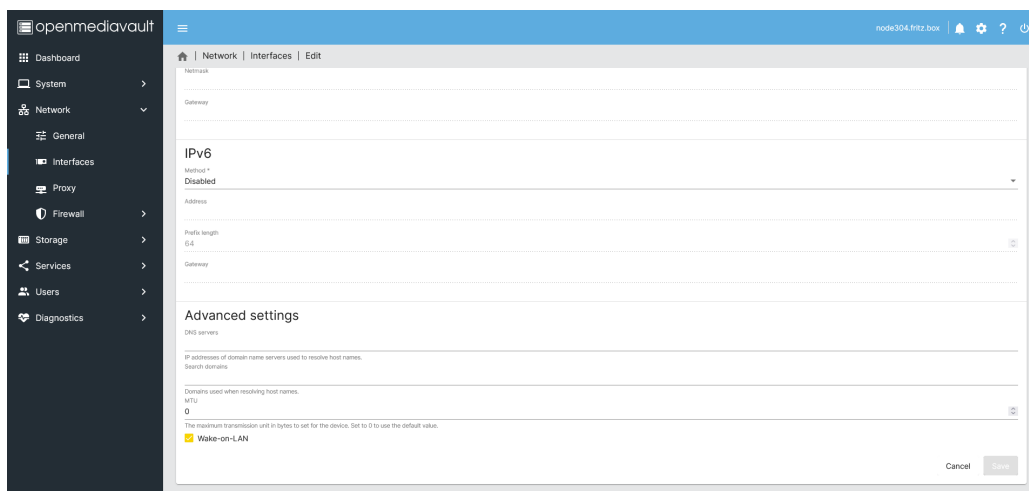 openmediavault
node304.fritz.box
?
Dashboard
| Network | Interfaces | Edit
System
Network
General
Interfaces
Proxy
Firewall
Storage
Services
Users
Diagnostics
Netmask
Gateway
IPv6
Method *
Disabled
Address
Prefix length
64
Gateway
Advanced settings
DNS servers
IP addresses of domain name servers used to resolve host names.
Search domains
Domains used when resolving host names.
MTU
0
The maximum transmission unit in bytes to set for the device. Set to 0 to use the default value.
Wake-on-LAN
Cancel Save